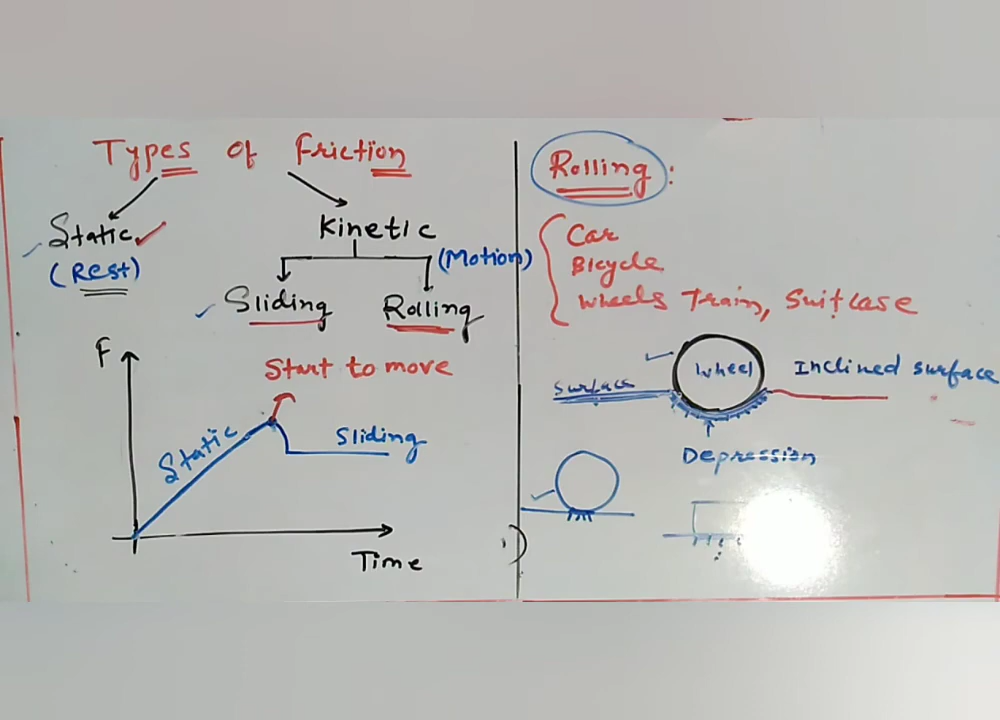 Types of friction
Static
(Rest)
Kinetic
(Motion)
Sliding
Rolling
F
Start to move
Static
Sliding
Time
Rolling:
Car
Bicycle
Wheels Train, Suitcase
Surface
Wheel
Inclined surface
Depression